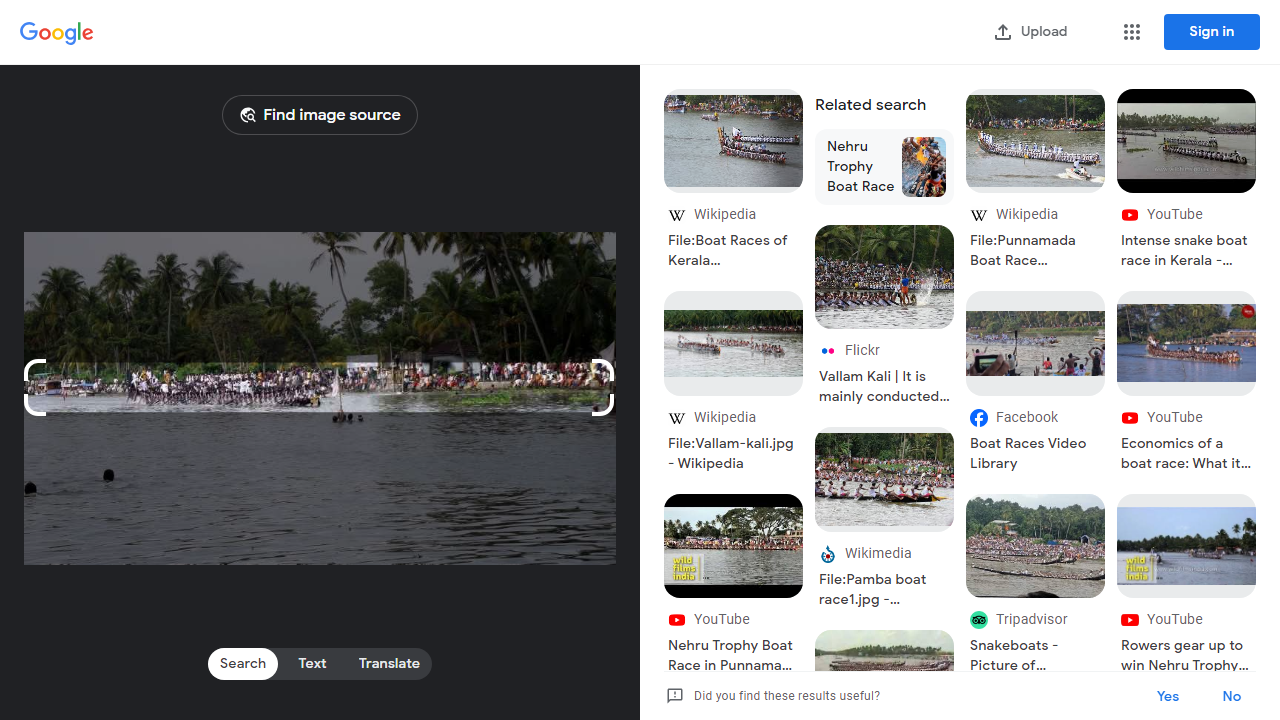 Google
Upload
Sign in
Find image source
Search
Text
Translate
Wikipedia
File:Boat Races of
Kerala...
Wikipedia
File:Vallam-kali.jpg
- Wikipedia
wild
films
india
YouTube
Nehru Trophy Boat
Race in Punnama...
Related search
Nehru
Trophy
Boat Race
Flickr
Vallam Kali | It is
mainly conducted...
Wikimedia
File:Pamba boat
race1.jpg -...
Wikipedia
File:Punnamada
Boat Race...
Facebook
Boat Races Video
Library
Tripadvisor
Snakeboats -
Picture of...
YouTube
Intense snake boat
race in Kerala -...
YouTube
Economics of a
boat race: What it...
wild
films
india
YouTube
Rowers gear up to
win Nehru Trophy...
Did you find these results useful?
Yes
No